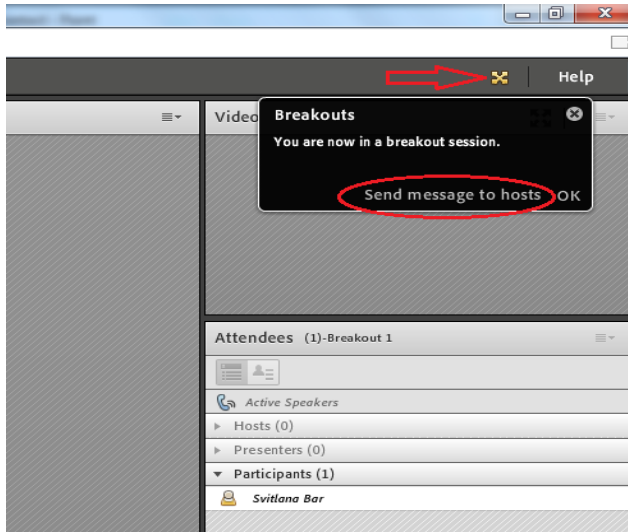 Help
Video
Breakouts
You are now in a breakout session.
Send message to hosts OK
Attendees (1)-Breakout 1
Active Speakers
Hosts (0)
Presenters (0)
Participants (1)
Svitlana Bar